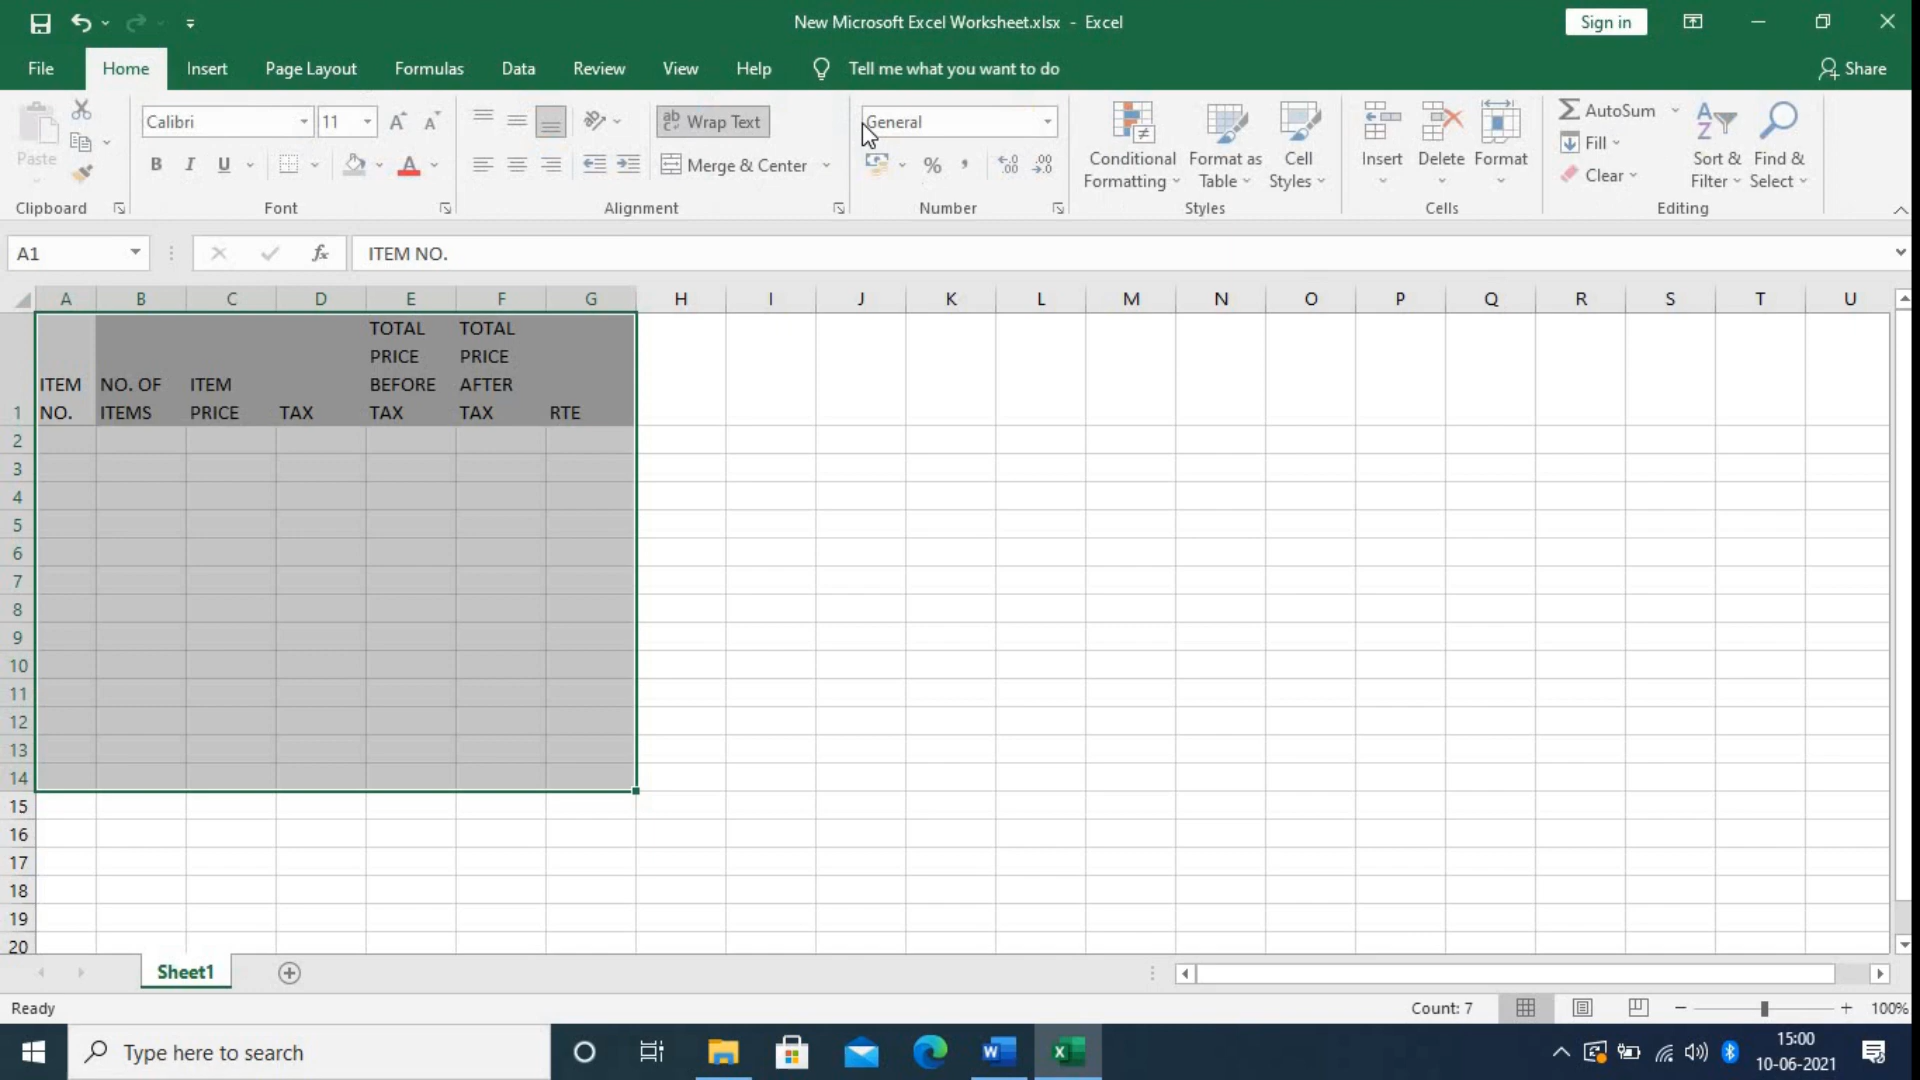 New Microsoft Excel Worksheet.xlsx - Excel
Sign in
File Home Insert Page Layout Formulas Data Review View Help Tell me what you want to do Share
Paste
Calibri 11
B I U A
Wrap Text
Merge & Center
General
%
Conditional Formatting
Format as Table
Cell Styles
Insert Delete Format
AutoSum
Fill
Clear
Sort & Filter
Find & Select
Clipboard Font Alignment Number Styles Cells Editing
A1 fx ITEM NO.
A B C D E F G H I J K L M N O P Q R S T U
ITEM NO.
NO. OF ITEMS
ITEM PRICE
TAX
TOTAL PRICE BEFORE TAX
TOTAL PRICE AFTER TAX
RTE
1
2
3
4
5
6
7
8
9
10
11
12
13
14
15
16
17
18
19
20
Sheet1
Ready Count: 7 100%
Type here to search
15:00
10-06-2021